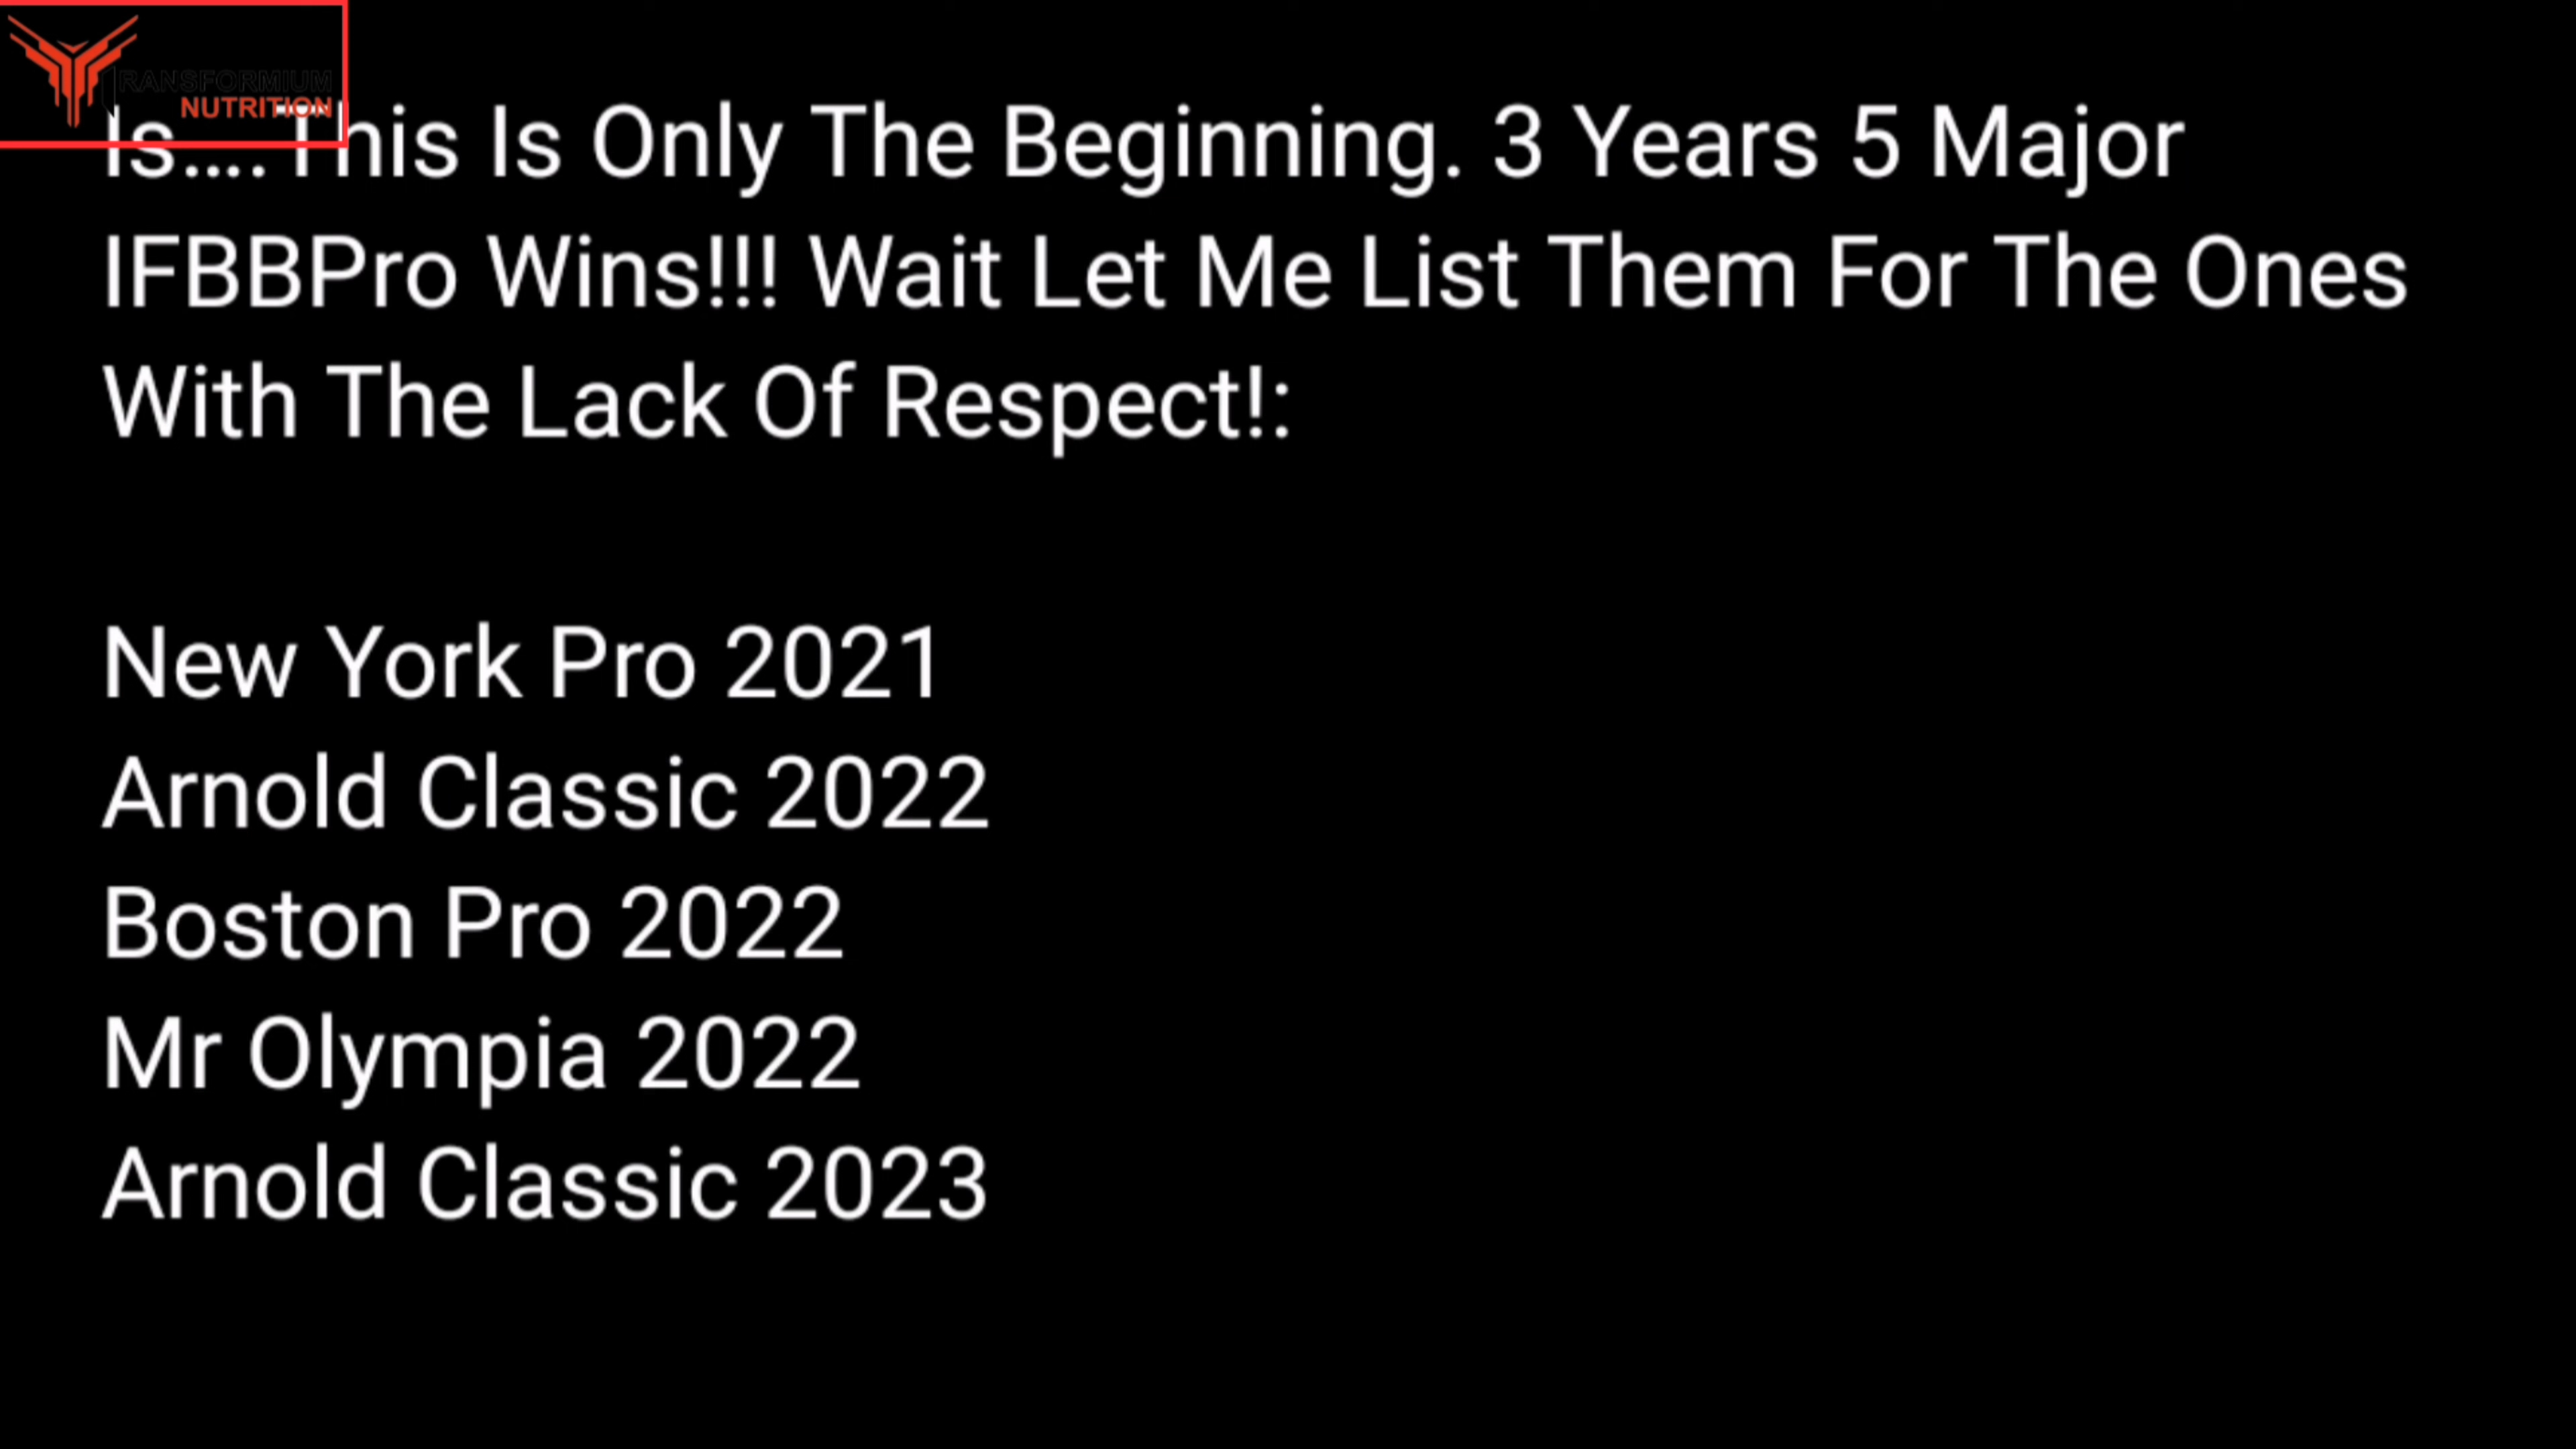 TRANSFORMIUM
NUTRITION
Is.... This Is Only The Beginning. 3 Years 5 Major
IFBBPro Wins!!! Wait Let Me List Them For The Ones
With The Lack Of Respect!:
New York Pro 2021
Arnold Classic 2022
Boston Pro 2022
Mr Olympia 2022
Arnold Classic 2023